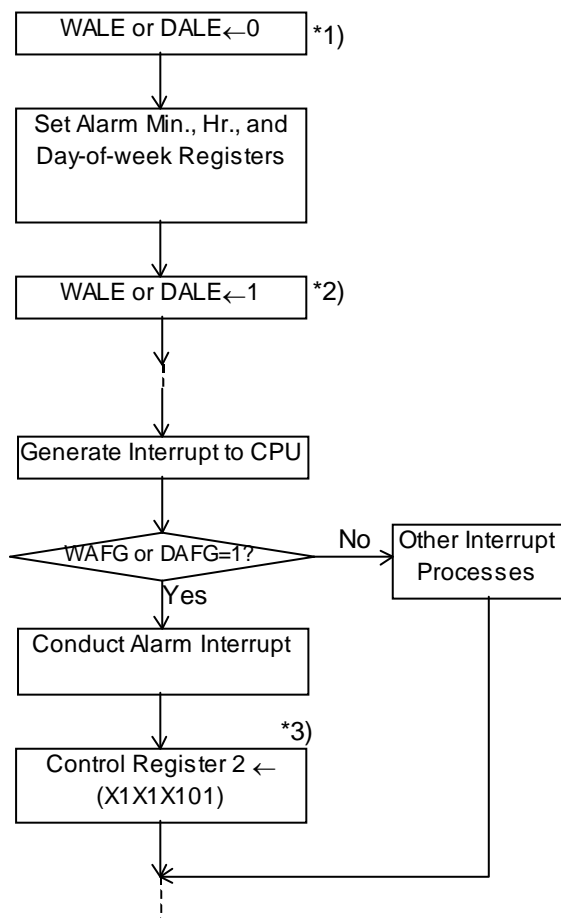 WALE or DALE←0 *1)
Set Alarm Min., Hr., and
Day-of-week Registers
WALE or DALE←1 *2)
Generate Interrupt to CPU
WAFG or DAFG=1?
No
Other Interrupt
Processes
Yes
Conduct Alarm Interrupt
*3)
Control Register 2 ←
(X1X1X101)